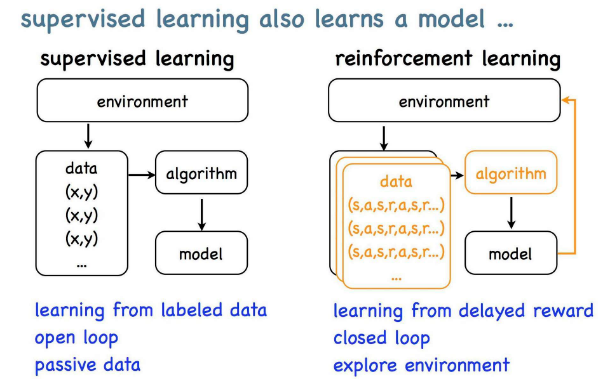 supervised learning also learns a model ...
supervised learning
environment
data
(x,y)
(x,y)
(x,y)
...
algorithm
model
learning from labeled data
open loop
passive data
reinforcement learning
environment
data
(s,a,s,r,a,s,r...)
(s,a,s,r,a,s,r...)
(s,a,s,r,a,s,r...)
...
algorithm
model
learning from delayed reward
closed loop
explore environment